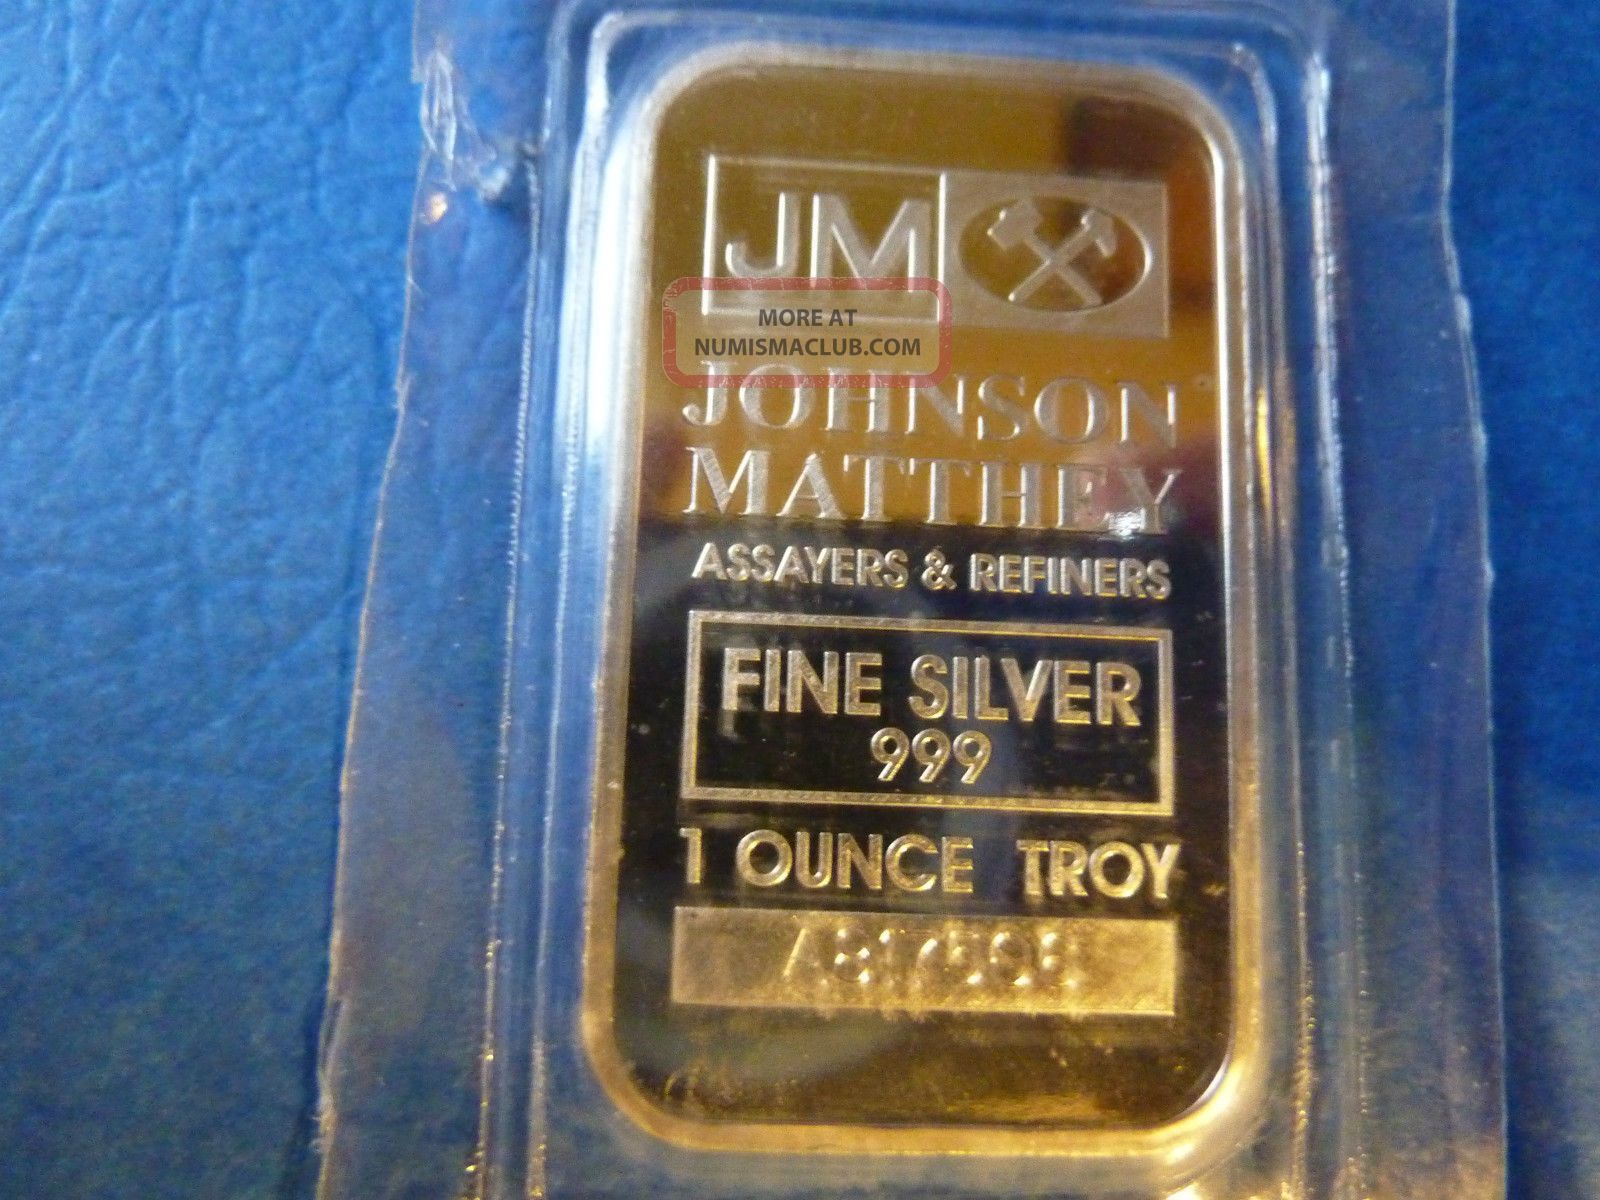 JM
MORE AT
NUMISMACLUB.COM
JOHNSON
MATTHEY
ASSAYERS & REFINERS
FINE SILVER
999
1 OUNCE TROY